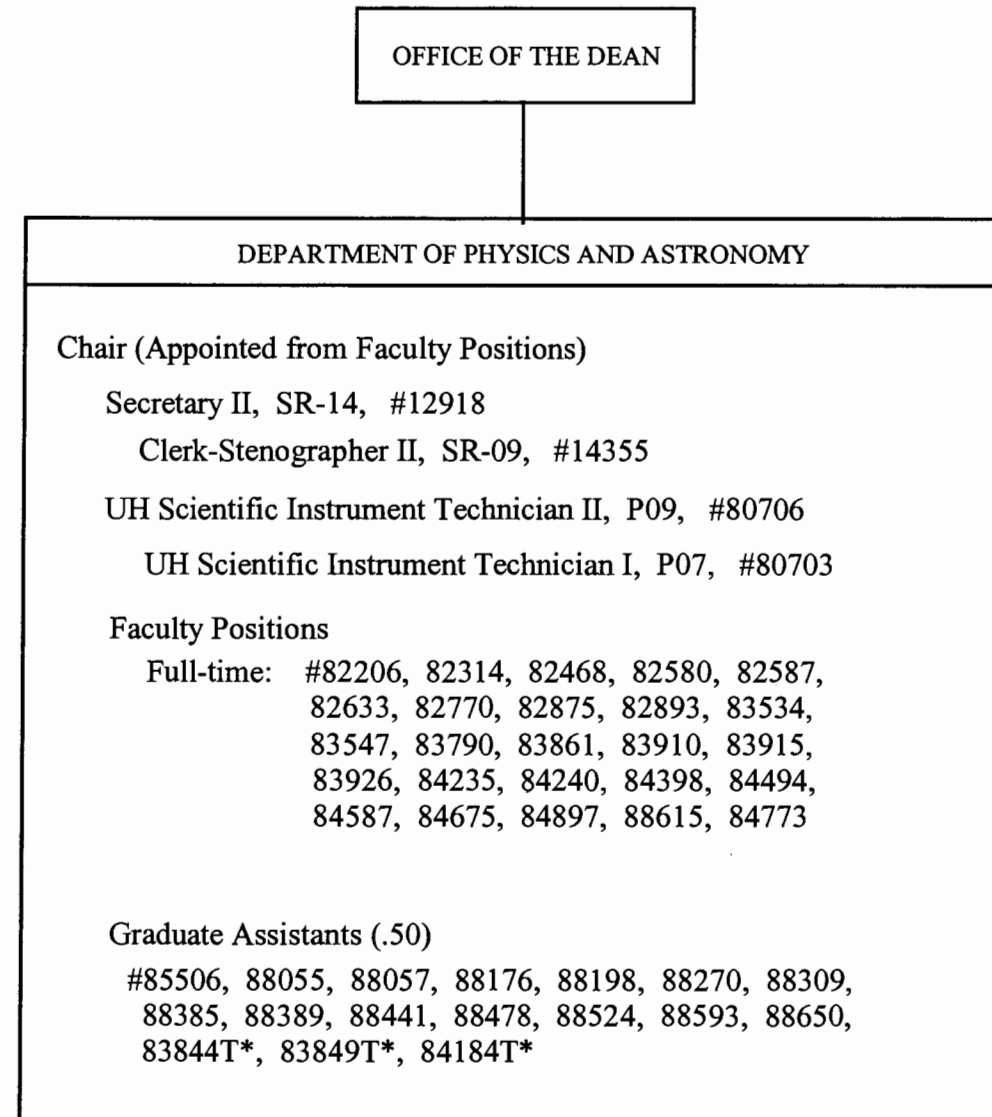 OFFICE OF THE DEAN
DEPARTMENT OF PHYSICS AND ASTRONOMY
Chair (Appointed from Faculty Positions)
Secretary II, SR-14, #12918
Clerk-Stenographer II, SR-09, #14355
UH Scientific Instrument Technician II, P09, #80706
UH Scientific Instrument Technician I, P07, #80703
Faculty Positions
Full-time: #82206, 82314, 82468, 82580, 82587,
82633, 82770, 82875, 82893, 83534,
83547, 83790, 83861, 83910, 83915,
83926, 84235, 84240, 84398, 84494,
84587, 84675, 84897, 88615, 84773
Graduate Assistants (.50)
#85506, 88055, 88057, 88176, 88198, 88270, 88309,
88385, 88389, 88441, 88478, 88524, 88593, 88650,
83844T*, 83849T*, 84184T*